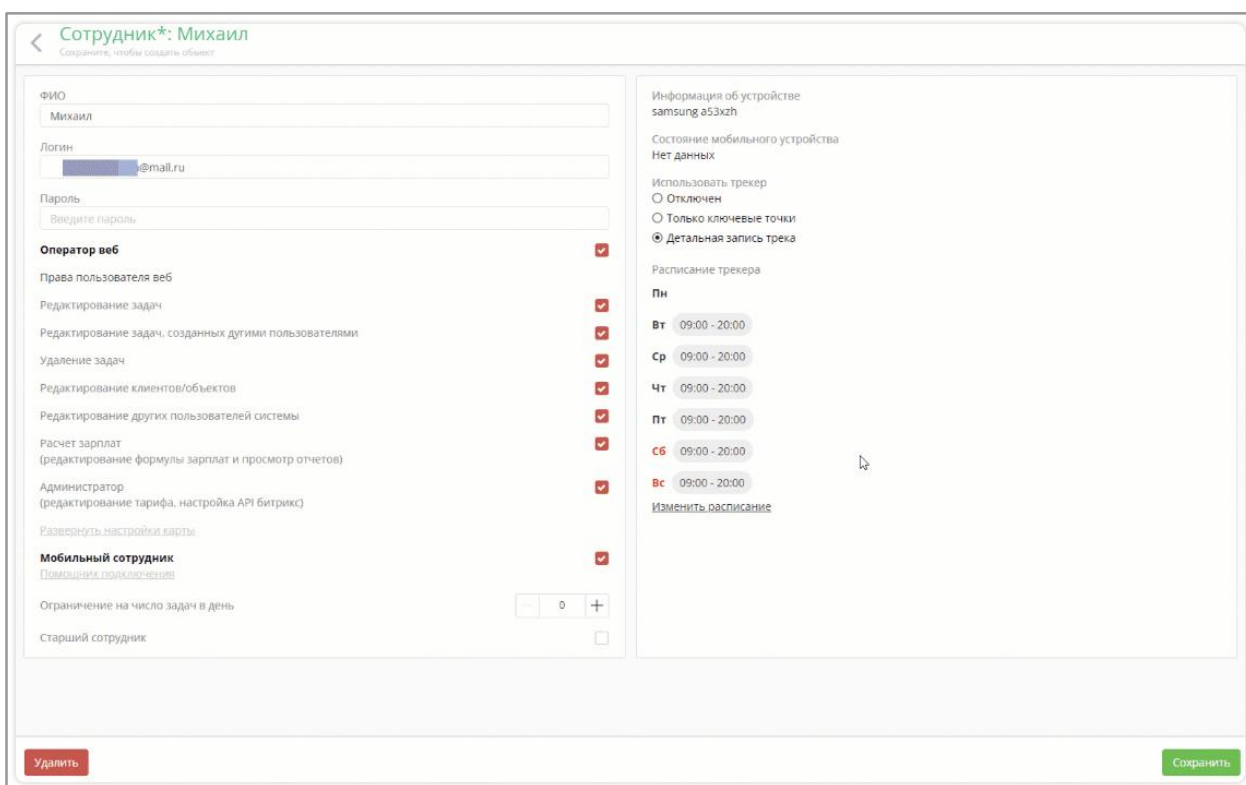 Сотрудник*: Михаил
Сохраните, чтобы создать объект
ФИО
Михаил
Логин
@mail.ru
Пароль
Введите пароль
Оператор веб
Права пользователя веб
Редактирование задач
Редактирование задач, созданных дугими пользователями
Удаление задач
Редактирование клиентов/объектов
Редактирование других пользователей системы
Расчет зарплат
(редактирование формулы зарплат и просмотр отчетов)
Администратор
(редактирование тарифа, настройка API битрикс)
Развернуть настройки карты
Мобильный сотрудник
Помощник подключения
Ограничение на число задач в день
0
Старший сотрудник
Информация об устройстве
samsung a53xzh
Состояние мобильного устройства
Нет данных
Использовать трекер
Отключен
Только ключевые точки
Детальная запись трека
Расписание трекера
Пн
Вт 09:00 - 20:00
Ср 09:00 - 20:00
Чт 09:00 - 20:00
Пт 09:00 - 20:00
Сб 09:00 - 20:00
Вс 09:00 - 20:00
Изменить расписание
Удалить
Сохранить